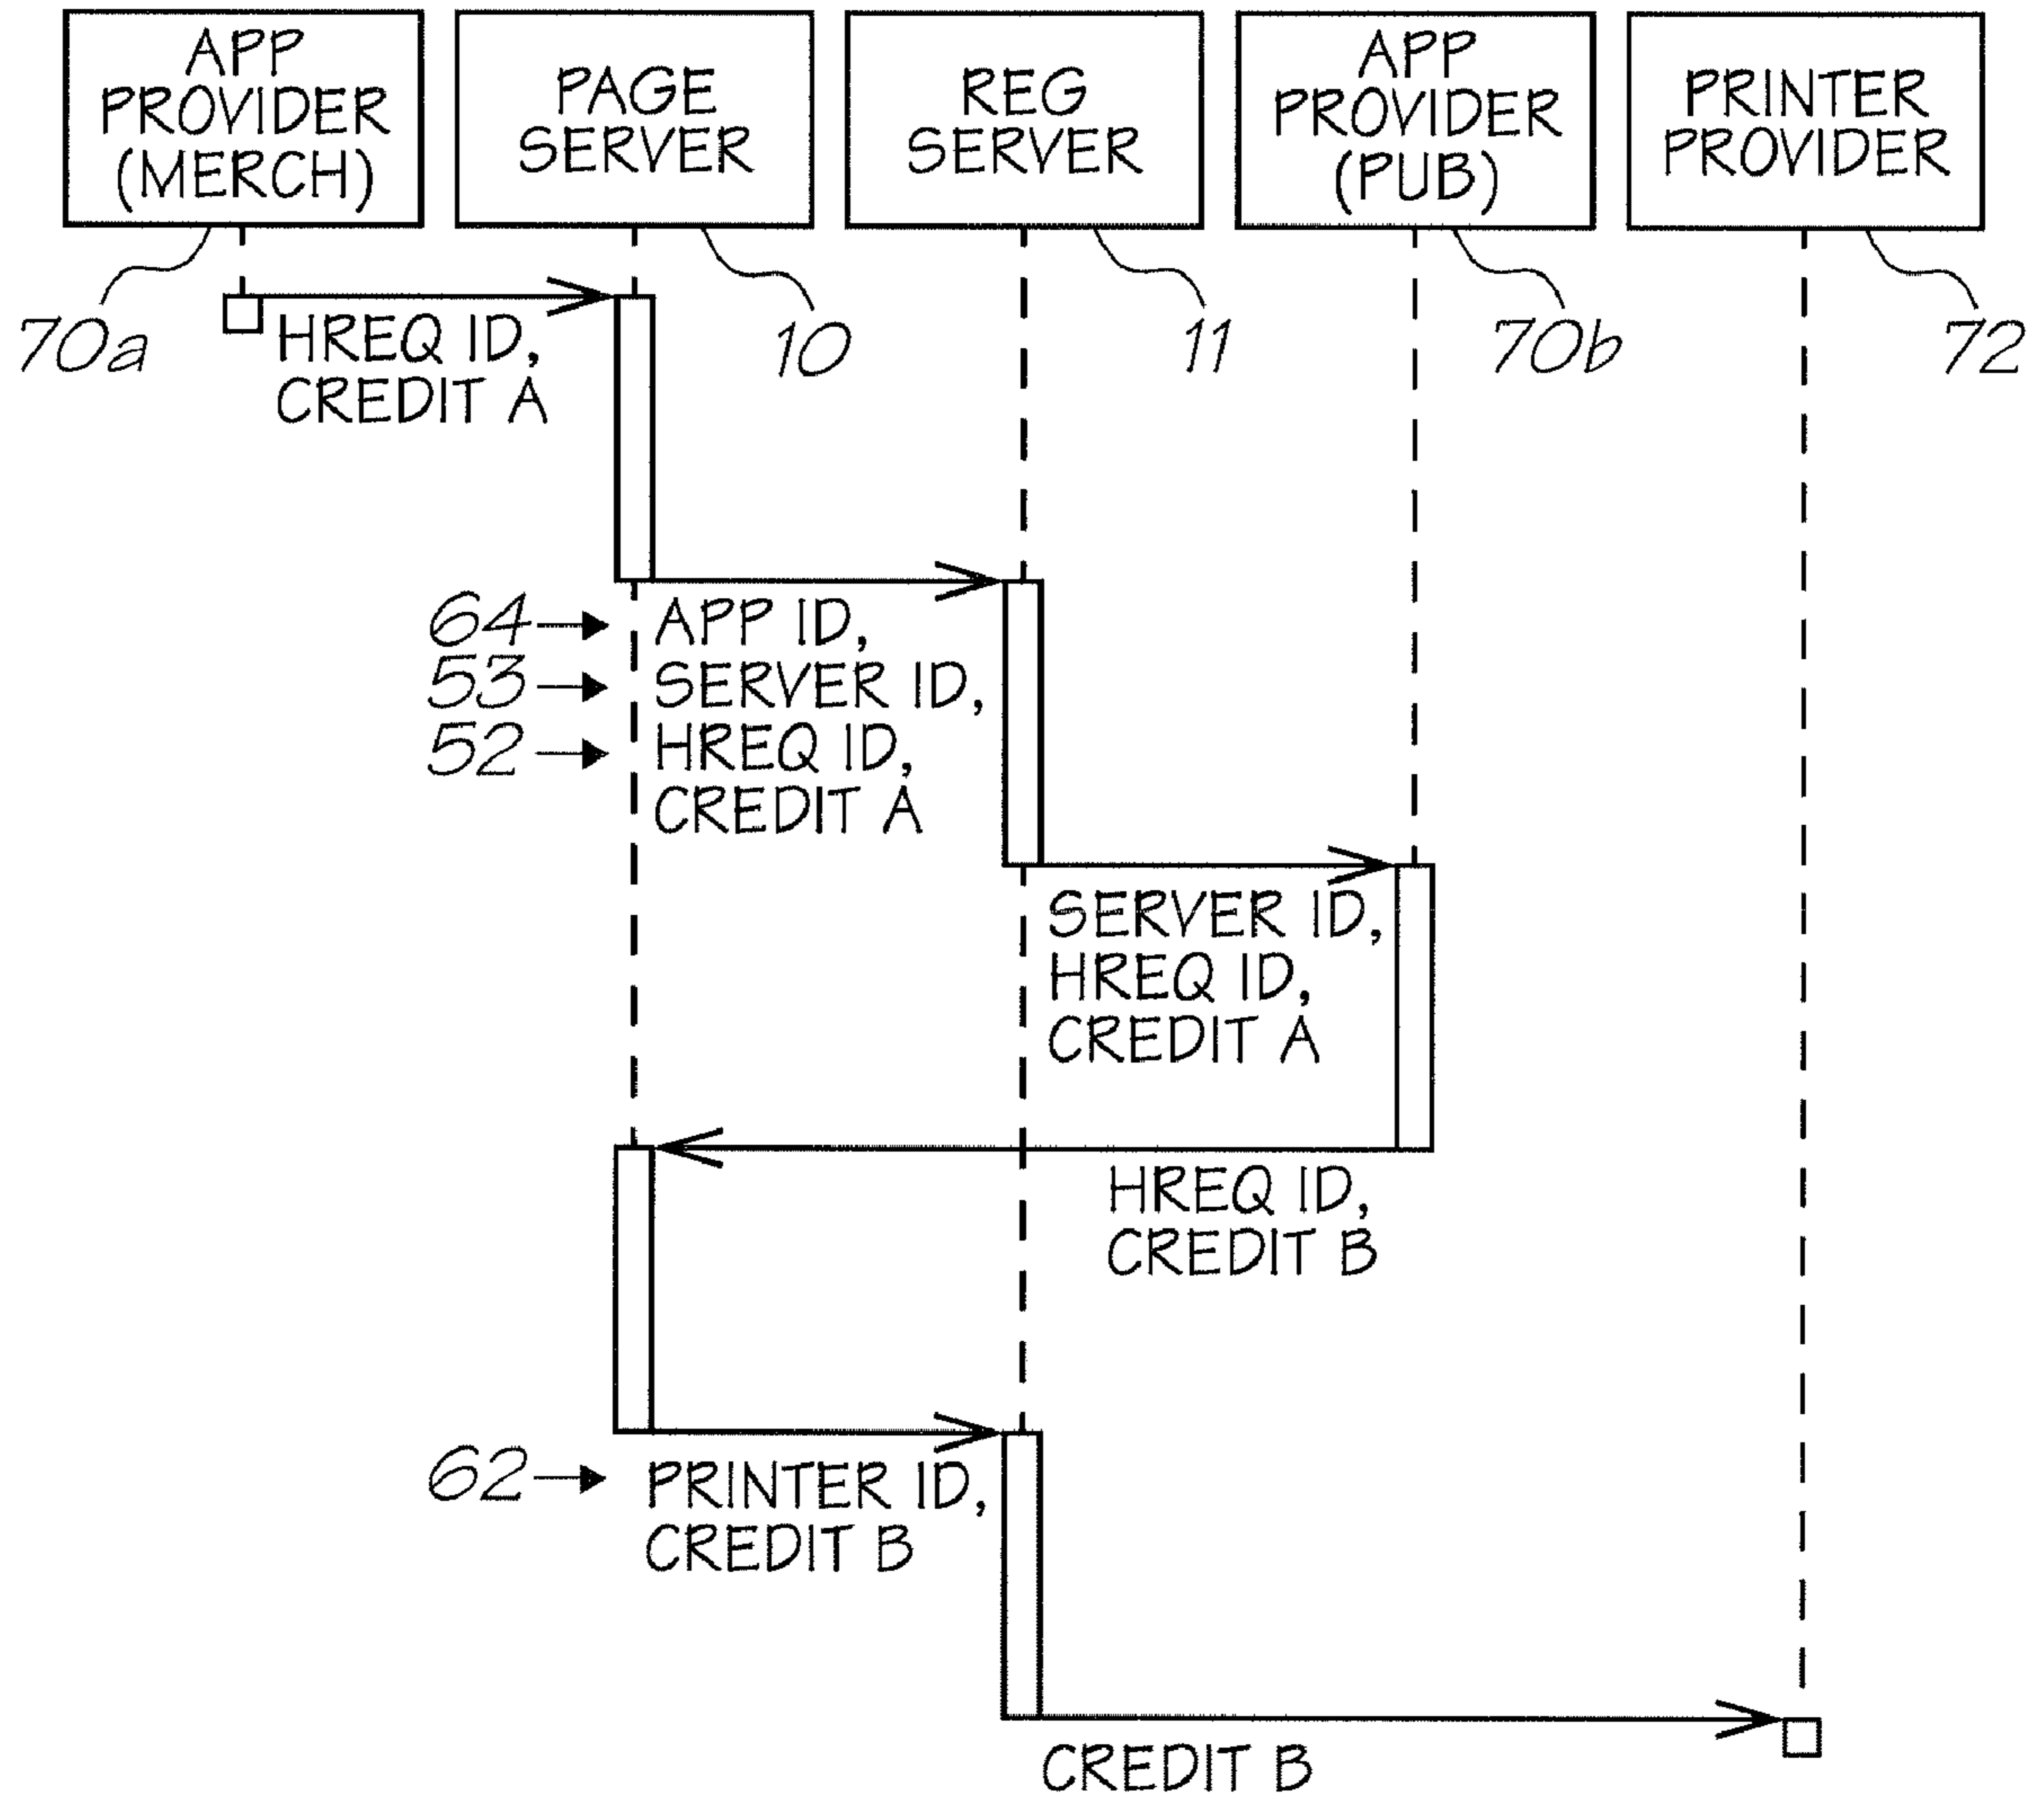 APP
PROVIDER
(MERCH)
PAGE
SERVER
REG
SERVER
APP
PROVIDER
(PUB)
PRINTER
PROVIDER
70a
10
11
70b
72
HREQ ID,
CREDIT A
64
APP ID,
53
SERVER ID,
52
HREQ ID,
CREDIT A
SERVER ID,
HREQ ID,
CREDIT A
HREQ ID,
CREDIT B
62
PRINTER ID,
CREDIT B
CREDIT B